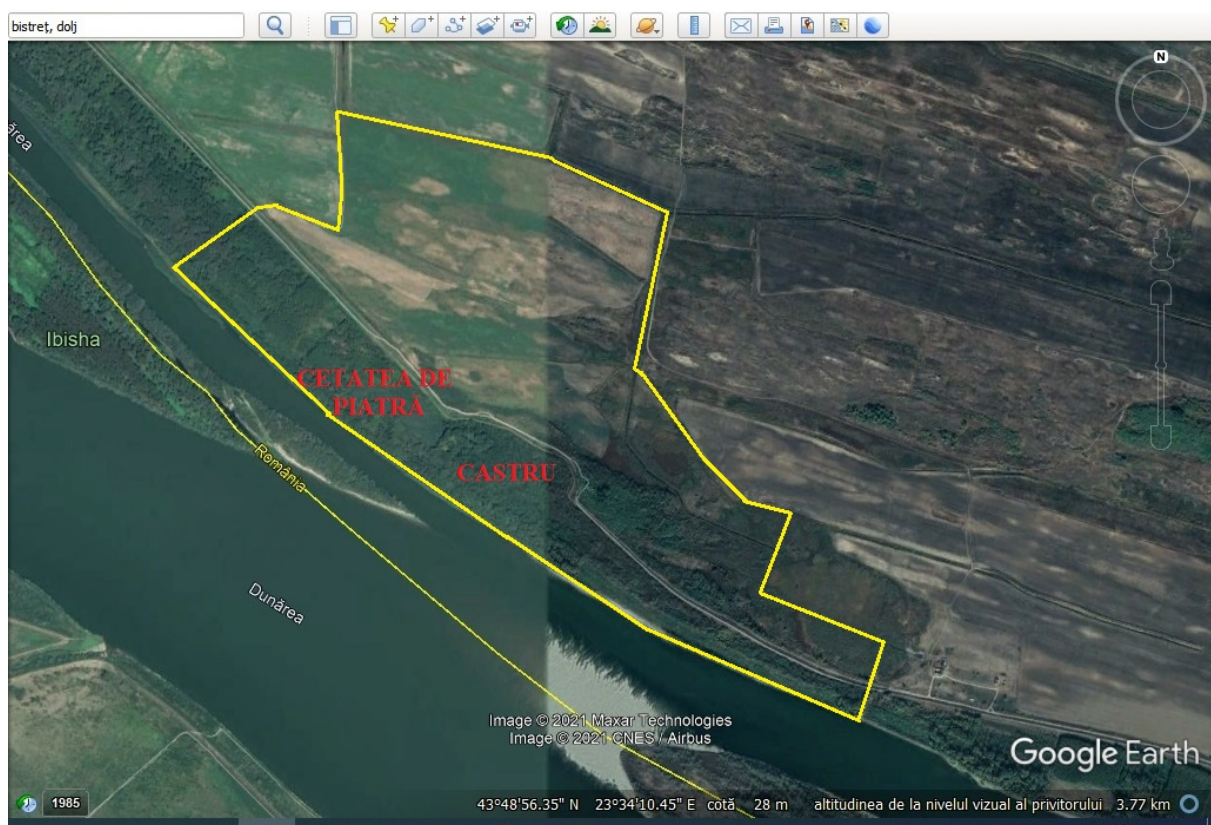 bistreț, dolj
N
ărea
Ibisha
CETATEA DE
PIATRĂ
CASTRU
România
Dunărea
Image © 2021 Maxar Technologies
Image © 2021 CNES / Airbus
Google Earth
1985
43°48'56.35" N 23°34'10.45" E cotă 28 m altitudinea de la nivelul vizual al privitorului 3.77 km